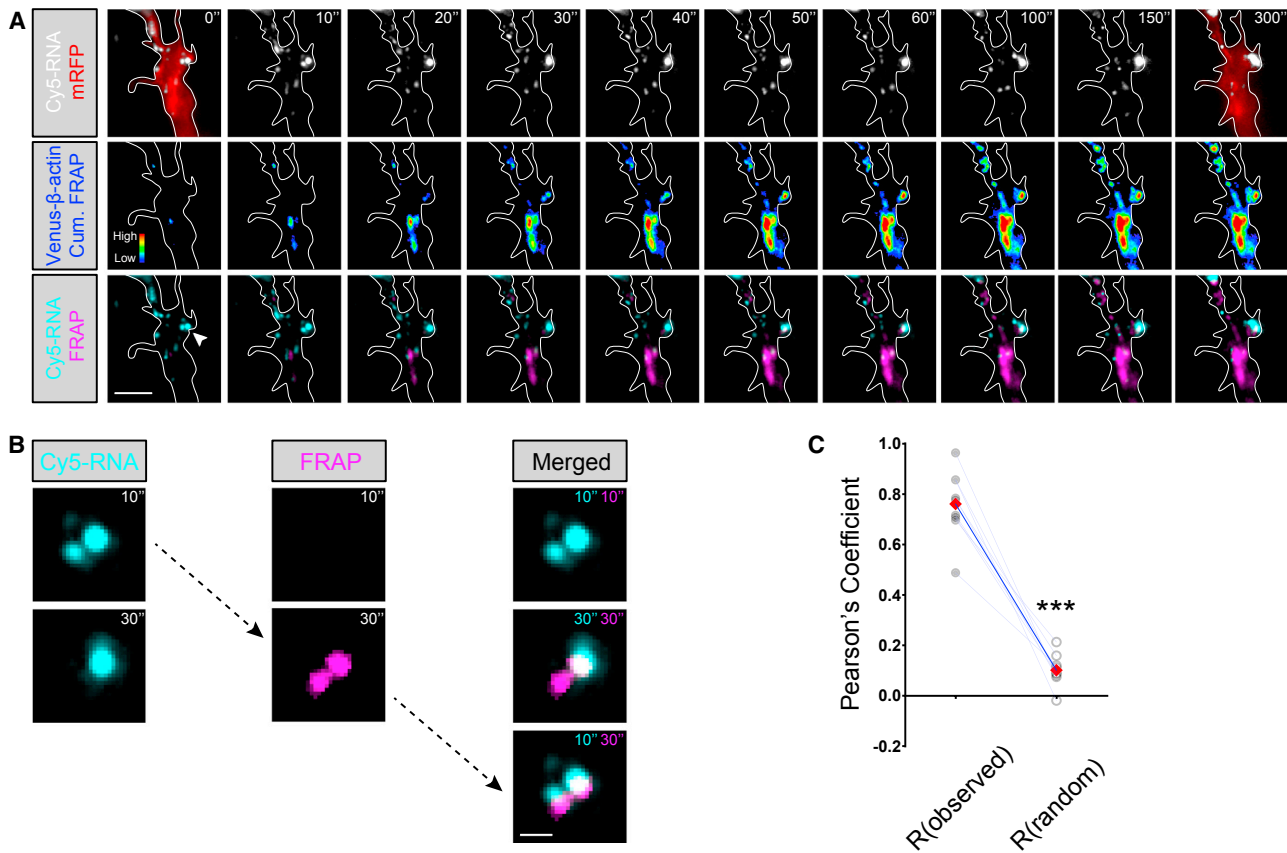 A
Cy5-RNA
mRFP
0’’
10’’
20’’
30’’
40’’
50’’
60’’
100’’
150’’
300’’
Venus-β-actin
Cum. FRAP
High
Low
Cy5-RNA
FRAP
B
Cy5-RNA
FRAP
Merged
10’’
10’’
10’’ 10’’
30’’
30’’
30’’ 30’’
10’’ 30’’
C
Pearson’s Coefficient
1.0
0.8
0.6
0.4
0.2
0.0
-0.2
***
R(observed)
R(random)